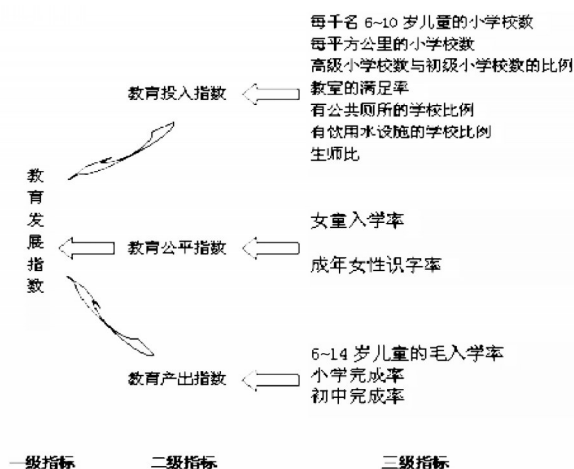 每千名 6~10 岁儿童的小学校数
每平方公里的小学校数
高级小学校数与初级小学校数的比例
教室的满足率
有公共厕所的学校比例
有饮用水设施的学校比例
生师比
教育投入指数
教育发展指数
教育公平指数
女童入学率
成年女性识字率
教育产出指数
6~14 岁儿童的毛入学率
小学完成率
初中完成率
一级指标
二级指标
三级指标